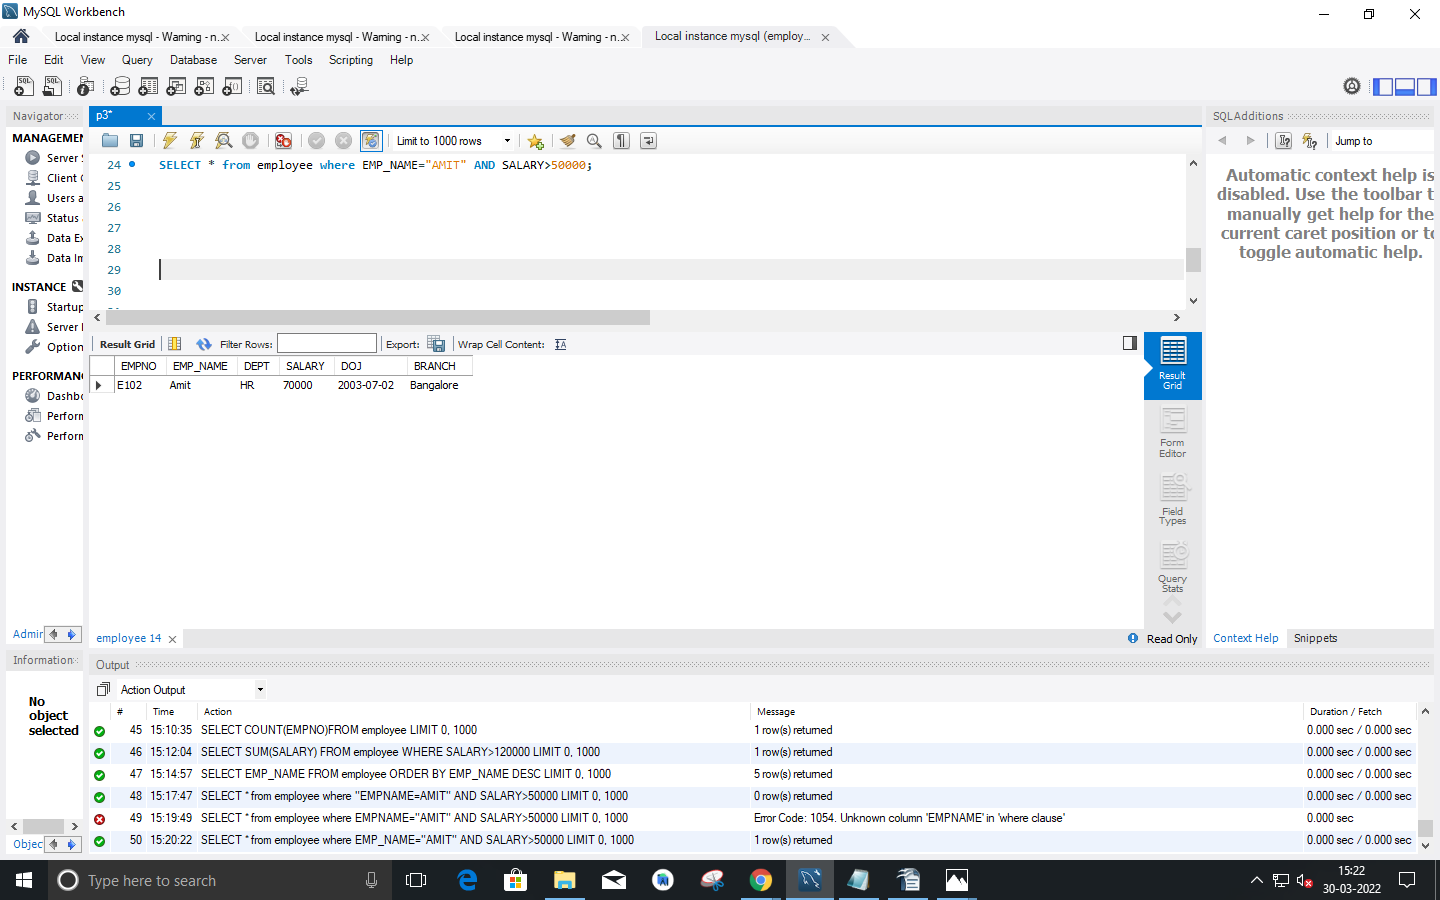 MySQL Workbench
Local instance mysql - Warning - n... Local instance mysql - Warning - n... Local instance mysql - Warning - n... Local instance mysql (employ...
File Edit View Query Database Server Tools Scripting Help
Navigator p3* SQLAdditions
Limit to 1000 rows Jump to
MANAGEMEN
Server S
Client C
Users a
Status
Data Ex
Data Im
INSTANCE
Startup
Server
Option
PERFORMANC
Dashbo
Perform
Perform
24 SELECT * from employee where EMP_NAME="AMIT" AND SALARY>50000;
25
26
27
28
29
30
Automatic context help is
disabled. Use the toolbar t
manually get help for the
current caret position or to
toggle automatic help.
Result Grid Filter Rows: Export: Wrap Cell Content:
EMPNO EMP_NAME DEPT SALARY DOJ BRANCH
E102 Amit HR 70000 2003-07-02 Bangalore
Result
Grid
Form
Editor
Field
Types
Query
Stats
Admir employee 14 Read Only Context Help Snippets
Information
No
object
selected
Objec
Output
Action Output
# Time Action Message Duration / Fetch
45 15:10:35 SELECT COUNT(EMPNO)FROM employee LIMIT 0, 1000 1 row(s) returned 0.000 sec / 0.000 sec
46 15:12:04 SELECT SUM(SALARY) FROM employee WHERE SALARY>120000 LIMIT 0, 1000 1 row(s) returned 0.000 sec / 0.000 sec
47 15:14:57 SELECT EMP_NAME FROM employee ORDER BY EMP_NAME DESC LIMIT 0, 1000 5 row(s) returned 0.000 sec / 0.000 sec
48 15:17:47 SELECT * from employee where "EMPNAME=AMIT" AND SALARY>50000 LIMIT 0, 1000 0 row(s) returned 0.000 sec / 0.000 sec
49 15:19:49 SELECT * from employee where EMPNAME="AMIT" AND SALARY>50000 LIMIT 0, 1000 Error Code: 1054. Unknown column 'EMPNAME' in 'where clause' 0.000 sec
50 15:20:22 SELECT * from employee where EMP_NAME="AMIT" AND SALARY>50000 LIMIT 0, 1000 1 row(s) returned 0.000 sec / 0.000 sec
Type here to search
15:22
30-03-2022